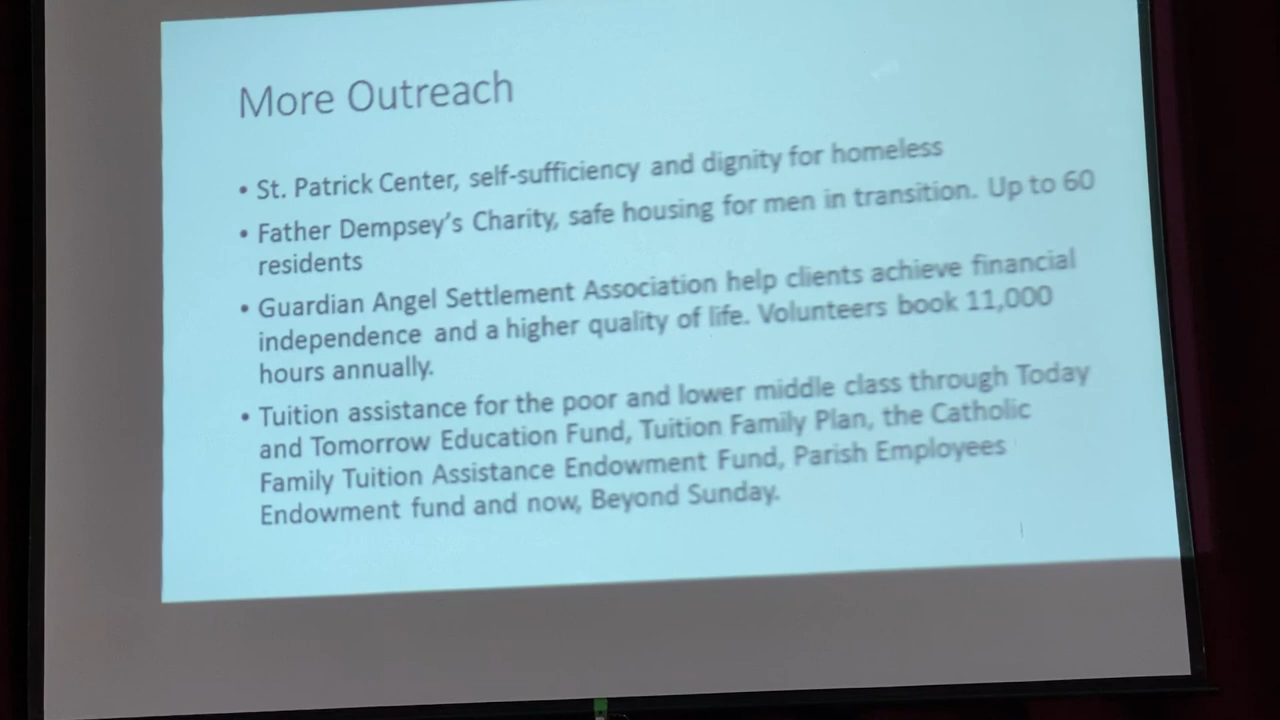 More Outreach
• St. Patrick Center, self-sufficiency and dignity for homeless
• Father Dempsey's Charity, safe housing for men in transition. Up to 60
residents
• Guardian Angel Settlement Association help clients achieve financial
independence and a higher quality of life. Volunteers book 11,000
hours annually.
• Tuition assistance for the poor and lower middle class through Today
and Tomorrow Education Fund, Tuition Family Plan, the Catholic
Family Tuition Assistance Endowment Fund, Parish Employees
Endowment fund and now, Beyond Sunday.